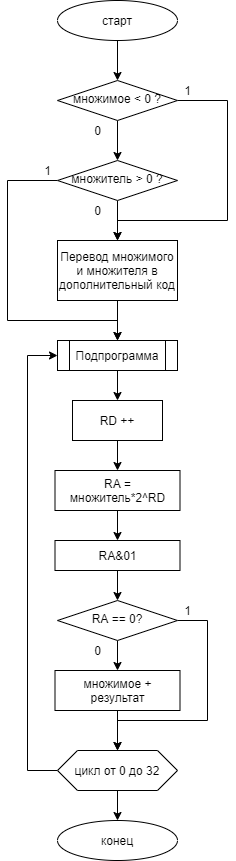 старт
множимое < 0 ?
1
0
множитель > 0 ?
1
0
Перевод множимого
и множителя в
дополнительный код
Подпрограмма
RD ++
RA =
множитель*2^RD
RA&01
RA == 0?
1
0
множимое +
результат
цикл от 0 до 32
конец